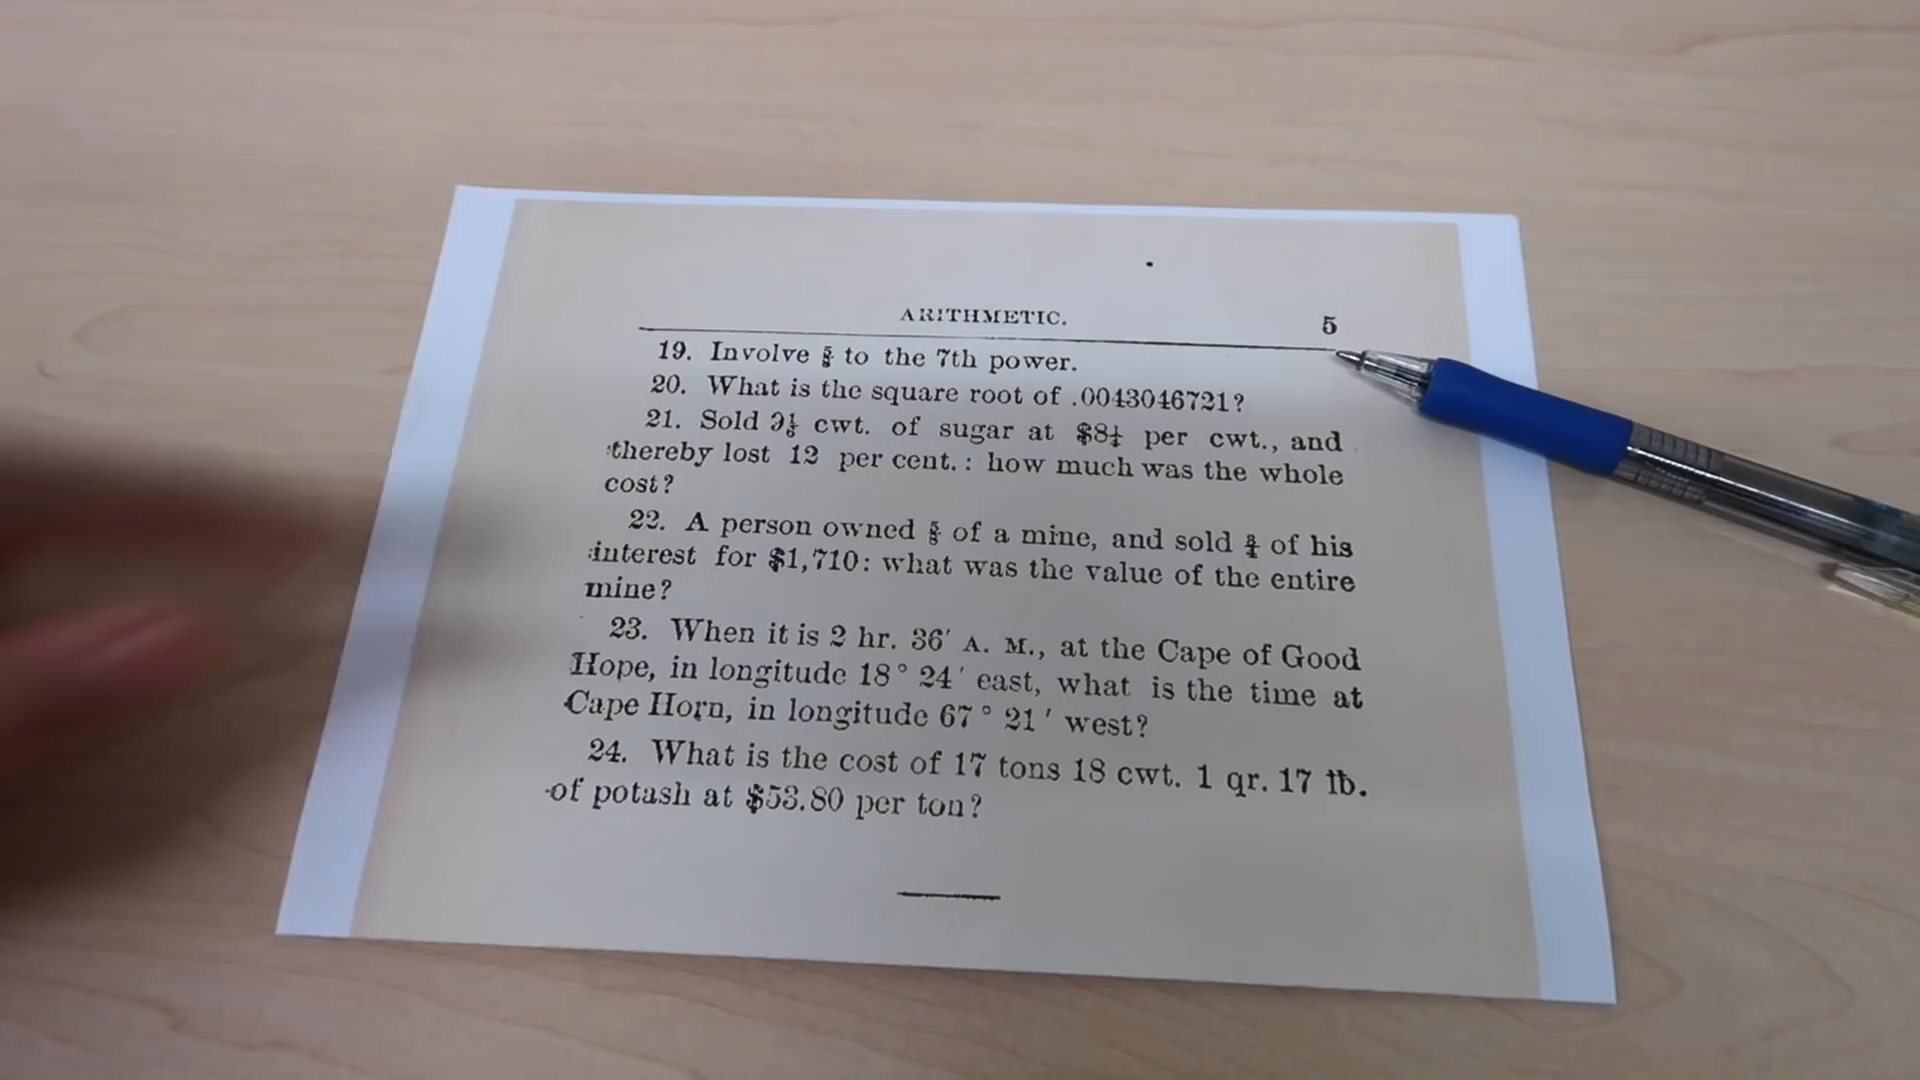 ARITHMETIC. 5
19. Involve ⅝ to the 7th power.
20. What is the square root of .0043046721?
21. Sold cwt. of sugar at per cwt., and
thereby lost 12 per cent. : how much was the whole
cost?
22. A person owned ⅝ of a mine, and sold ¾ of his
interest for $1,710: what was the value of the entire
mine?
23. When it is 2 hr. 36′ A. M., at the Cape of Good
Hope, in longitude 18° 24′ east, what is the time at
Cape Horn, in longitude 67° 21′ west?
24. What is the cost of 17 tons 18 cwt. 1 qr. 17 lb.
of potash at $53.80 per ton?